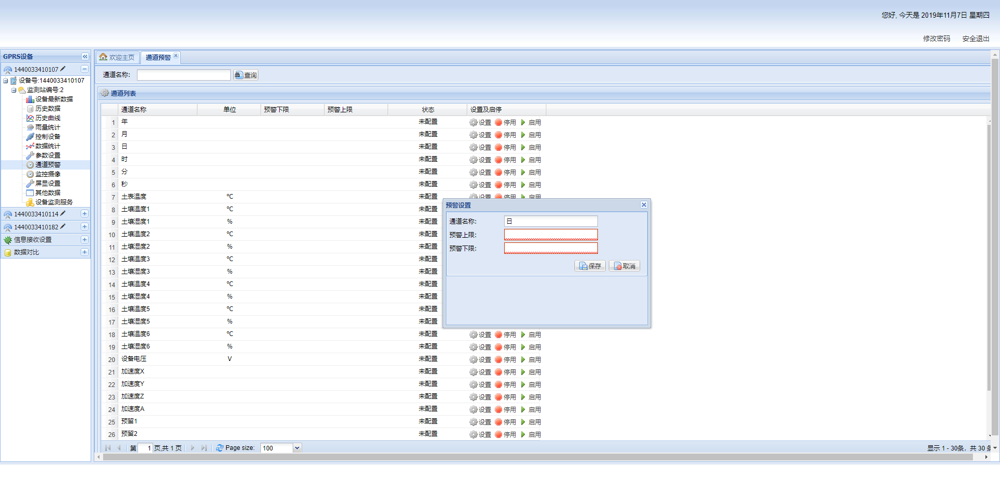 您好, 今天是 2019年11月7日 星期四
修改密码 安全退出
GPRS设备
1440033410107
设备号:1440033410107
监测站编号:2
设备最新数据
历史数据
历史曲线
雨量统计
控制设备
数据统计
参数设置
通道预警
监控摄像
屏显设置
其他数据
设备监测服务
1440033410114
1440033410182
信息接收设置
数据对比
欢迎主页 通道预警
通道名称: 查询
通道列表
通道名称 单位 预警下限 预警上限 状态 设置及启停
1 年 未配置 设置 停用 启用
2 月 未配置 设置 停用 启用
3 日 未配置 设置 停用 启用
4 时 未配置 设置 停用 启用
5 分 未配置 设置 停用 启用
6 秒 未配置 设置 停用 启用
7 土表温度 ℃ 未配置 设置 停用 启用
8 土壤温度1 ℃ 未配置
9 土壤湿度1 % 未配置
10 土壤温度2 ℃ 未配置
11 土壤湿度2 % 未配置
12 土壤温度3 ℃ 未配置
13 土壤湿度3 % 未配置
14 土壤温度4 ℃ 未配置
15 土壤湿度4 % 未配置
16 土壤温度5 ℃ 未配置
17 土壤湿度5 % 未配置
18 土壤温度6 ℃ 未配置 设置 停用 启用
19 土壤湿度6 % 未配置 设置 停用 启用
20 设备电压 V 未配置 设置 停用 启用
21 加速度X 未配置 设置 停用 启用
22 加速度Y 未配置 设置 停用 启用
23 加速度Z 未配置 设置 停用 启用
24 加速度A 未配置 设置 停用 启用
25 预留1 未配置 设置 停用 启用
26 预留2 未配置 设置 停用 启用
预警设置
通道名称: 日
预警上限:
预警下限:
保存 取消
第 1 页,共 1 页 Page size: 100
显示 1 - 30条, 共 30 条